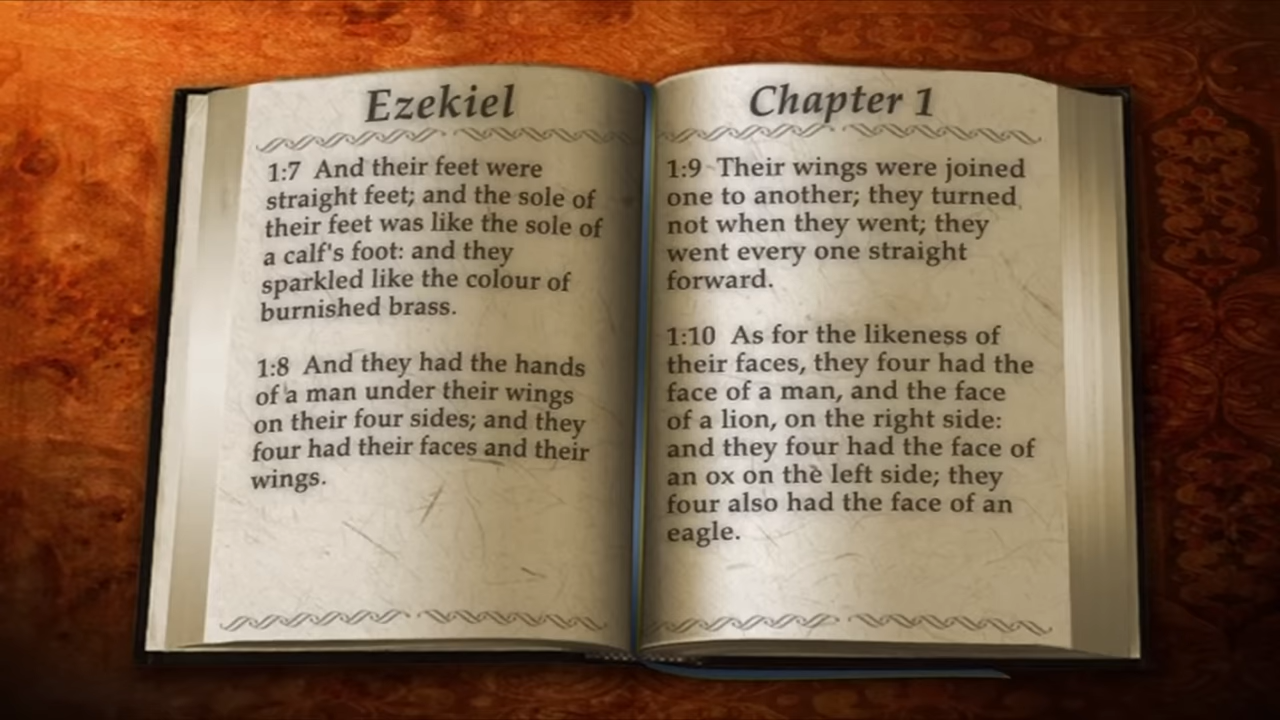 Ezekiel
1:7 And their feet were
straight feet; and the sole of
their feet was like the sole of
a calf's foot: and they
sparkled like the colour of
burnished brass.
1:8 And they had the hands
of a man under their wings
on their four sides; and they
four had their faces and their
wings.
Chapter 1
1:9 Their wings were joined
one to another; they turned
not when they went; they
went every one straight
forward.
1:10 As for the likeness of
their faces, they four had the
face of a man, and the face
of a lion, on the right side:
and they four had the face of
an ox on the left side; they
four also had the face of an
eagle.